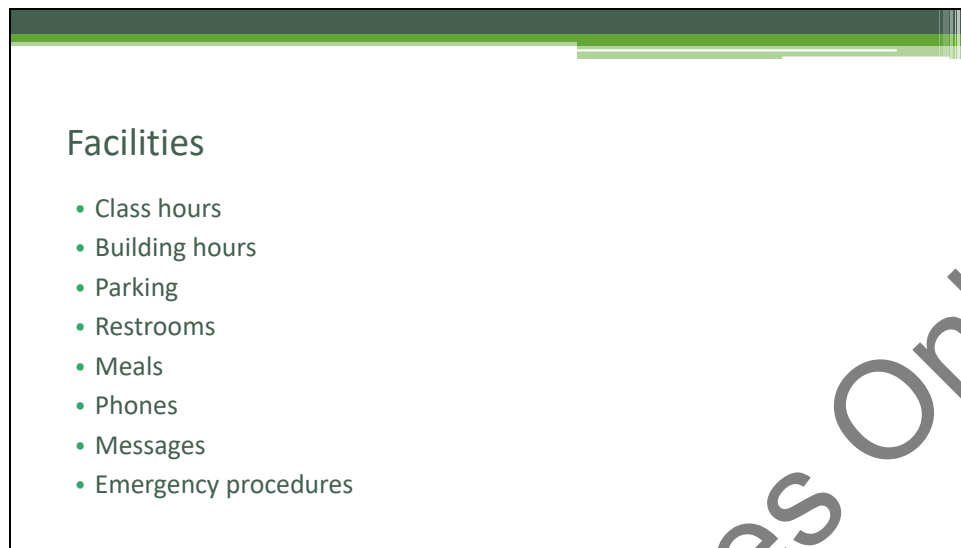 Facilities
• Class hours
• Building hours
• Parking
• Restrooms
• Meals
• Phones
• Messages
• Emergency procedures